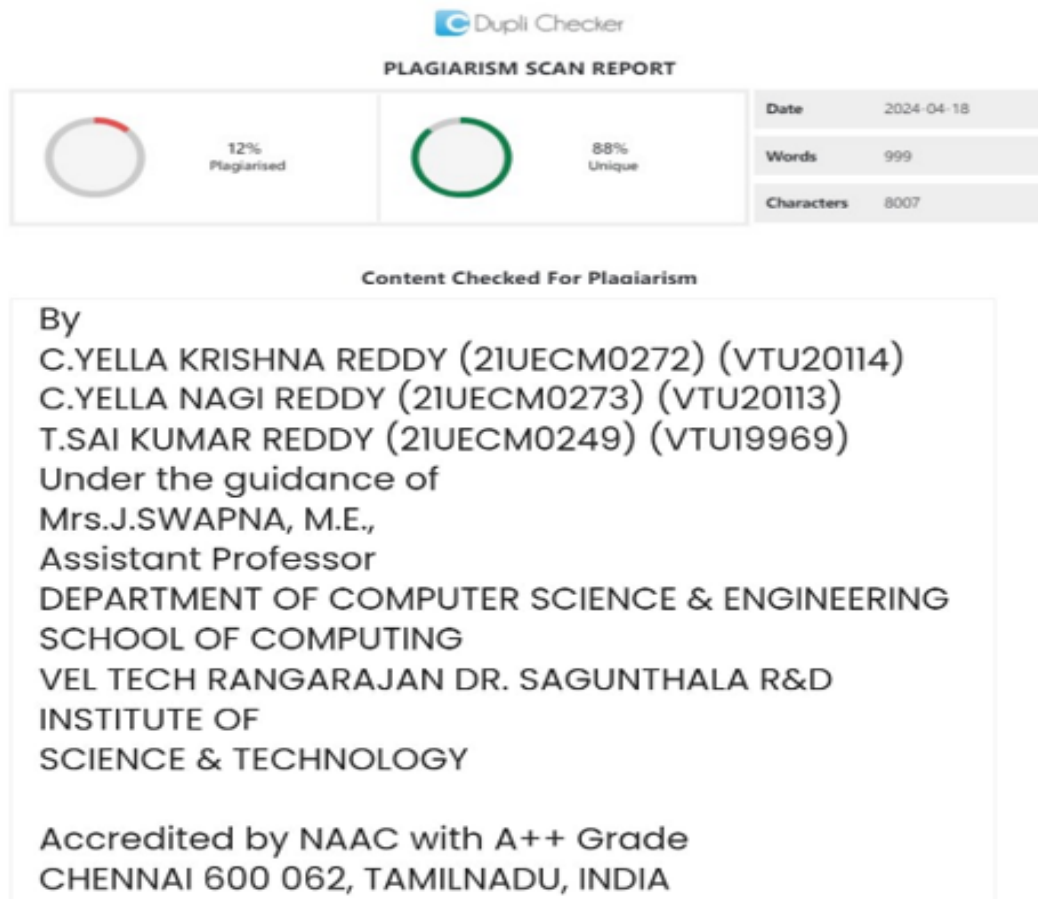 Dupli Checker
PLAGIARISM SCAN REPORT
12%
Plagiarised
88%
Unique
Date 2024-04-18
Words 999
Characters 8007
Content Checked For Plagiarism
By
C.YELLA KRISHNA REDDY (21UECM0272) (VTU20114)
C.YELLA NAGI REDDY (21UECM0273) (VTU20113)
T.SAI KUMAR REDDY (21UECM0249) (VTU19969)
Under the guidance of
Mrs.J.SWAPNA, M.E.,
Assistant Professor
DEPARTMENT OF COMPUTER SCIENCE & ENGINEERING
SCHOOL OF COMPUTING
VEL TECH RANGARAJAN DR. SAGUNTHALA R&D
INSTITUTE OF
SCIENCE & TECHNOLOGY
Accredited by NAAC with A++ Grade
CHENNAI 600 062, TAMILNADU, INDIA